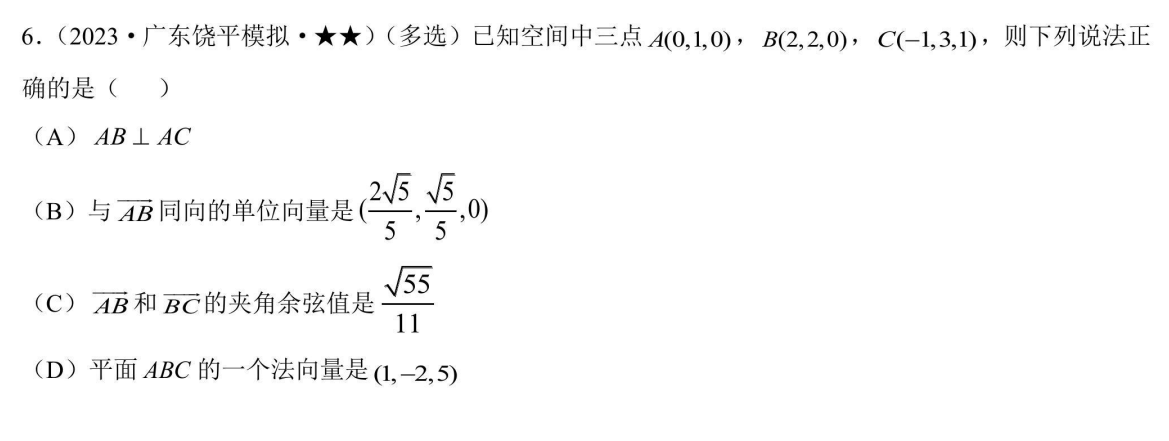 6.（2023·广东饶平模拟·★★）（多选）已知空间中三点 A(0,1,0)，B(2,2,0)，C(−1,3,1)，则下列说法正
确的是（　　）
（A） AB⊥AC
（B）与 \overrightarrow{AB} 同向的单位向量是 (\frac{2\sqrt{5}}{5},\frac{\sqrt{5}}{5},0)
（C） \overrightarrow{AB} 和 \overrightarrow{BC} 的夹角余弦值是 \frac{\sqrt{55}}{11}
（D）平面 ABC 的一个法向量是 (1,−2,5)